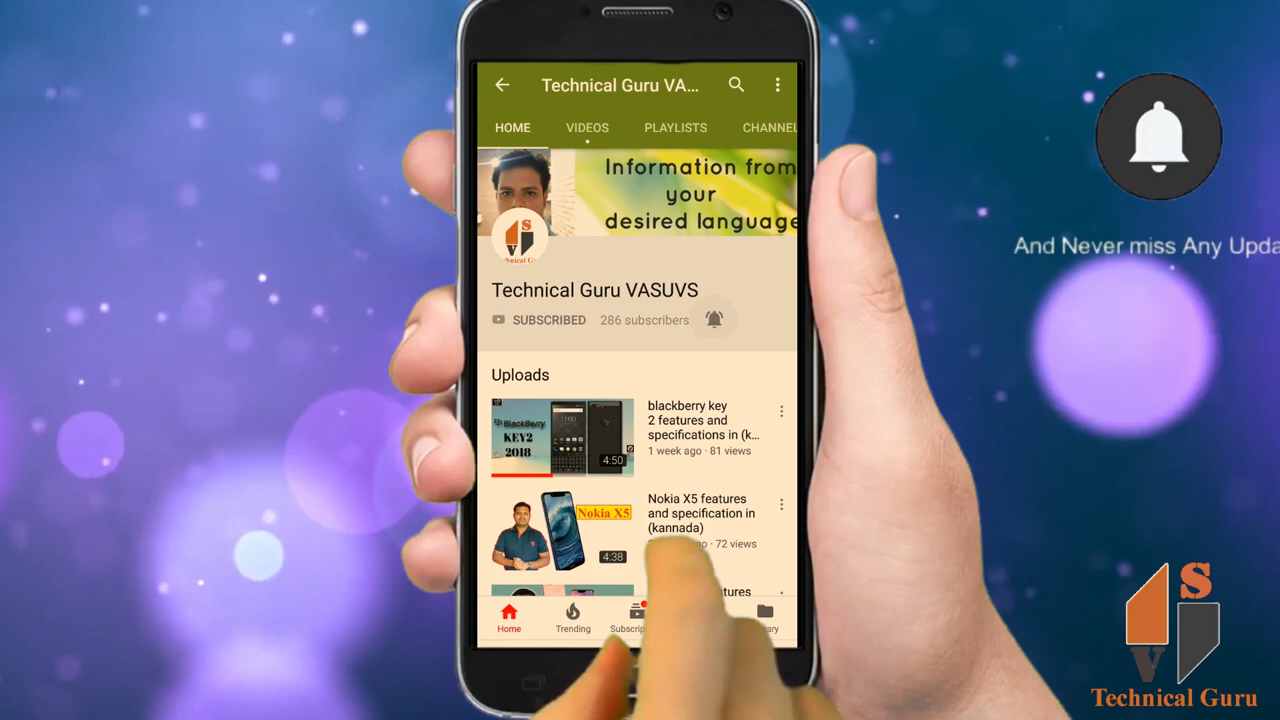 Technical Guru VA...
HOME VIDEOS PLAYLISTS CHANNEL
Information from
your
desired language
S
V
Technical Guru VASUVS
SUBSCRIBED 286 subscribers
And Never miss Any Upda
Uploads
blackberry key
2 features and
specifications in (k...
1 week ago · 81 views
BlackBerry
KEY2
2018
4:50
Nokia X5 features
and specification in
(kannada)
ago · 72 views
Nokia X5
4:38
Home Trending Subscrip
S
V
Technical Guru